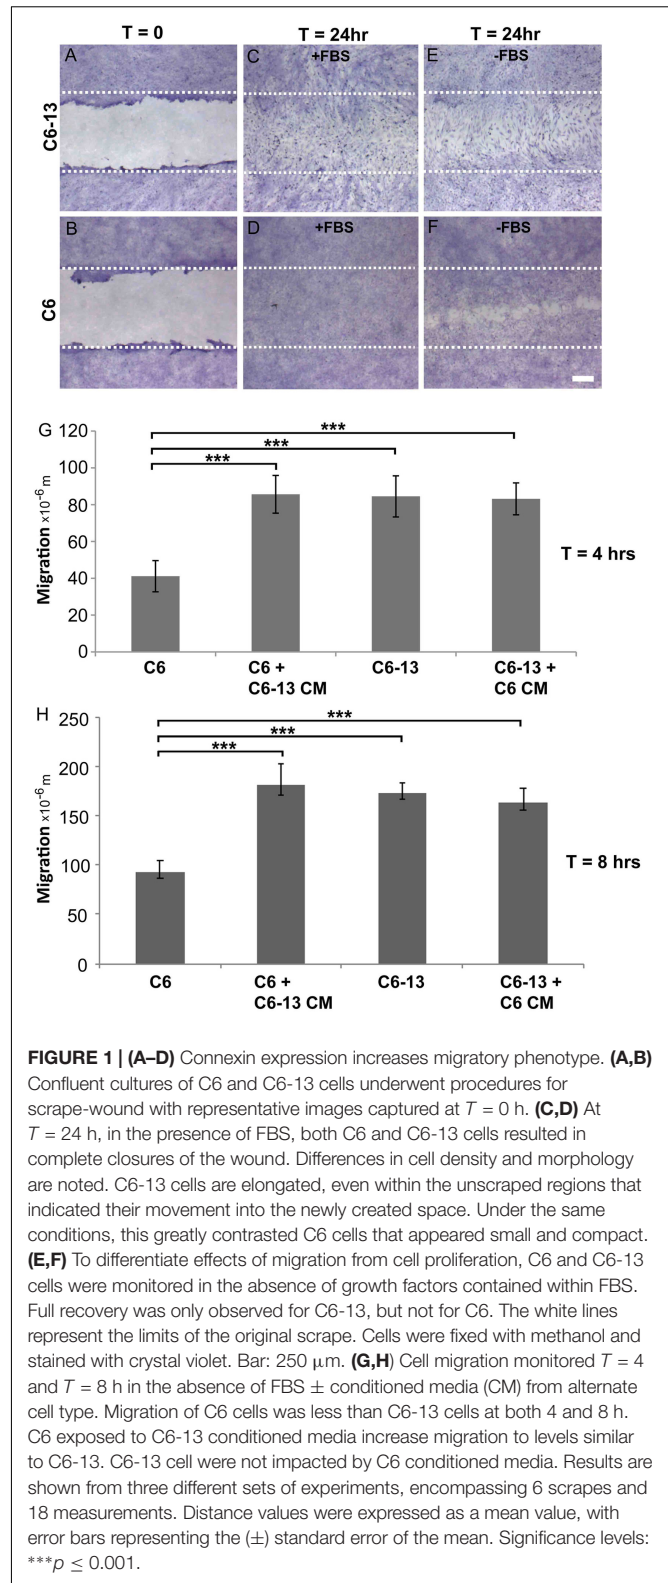 T = 0
T = 24hr
T = 24hr
A
C
+FBS
E
-FBS
C6-13
B
D
+FBS
F
-FBS
C6
G
120
100
80
60
40
20
0
Migration x10⁻⁶ m
***
***
***
T = 4 hrs
C6
C6 +
C6-13 CM
C6-13
C6-13 +
C6 CM
H
250
200
150
100
50
0
Migration x10⁻⁶ m
***
***
***
T = 8 hrs
C6
C6 +
C6-13 CM
C6-13
C6-13 +
C6 CM
FIGURE 1 | (A–D) Connexin expression increases migratory phenotype. (A,B)
Confluent cultures of C6 and C6-13 cells underwent procedures for
scrape-wound with representative images captured at T = 0 h. (C,D) At
T = 24 h, in the presence of FBS, both C6 and C6-13 cells resulted in
complete closures of the wound. Differences in cell density and morphology
are noted. C6-13 cells are elongated, even within the unscraped regions that
indicated their movement into the newly created space. Under the same
conditions, this greatly contrasted C6 cells that appeared small and compact.
(E,F) To differentiate effects of migration from cell proliferation, C6 and C6-13
cells were monitored in the absence of growth factors contained within FBS.
Full recovery was only observed for C6-13, but not for C6. The white lines
represent the limits of the original scrape. Cells were fixed with methanol and
stained with crystal violet. Bar: 250 μm. (G,H) Cell migration monitored T = 4
and T = 8 h in the absence of FBS ± conditioned media (CM) from alternate
cell type. Migration of C6 cells was less than C6-13 cells at both 4 and 8 h.
C6 exposed to C6-13 conditioned media increase migration to levels similar
to C6-13. C6-13 cell were not impacted by C6 conditioned media. Results are
shown from three different sets of experiments, encompassing 6 scrapes and
18 measurements. Distance values were expressed as a mean value, with
error bars representing the (±) standard error of the mean. Significance levels:
***p ≤ 0.001.